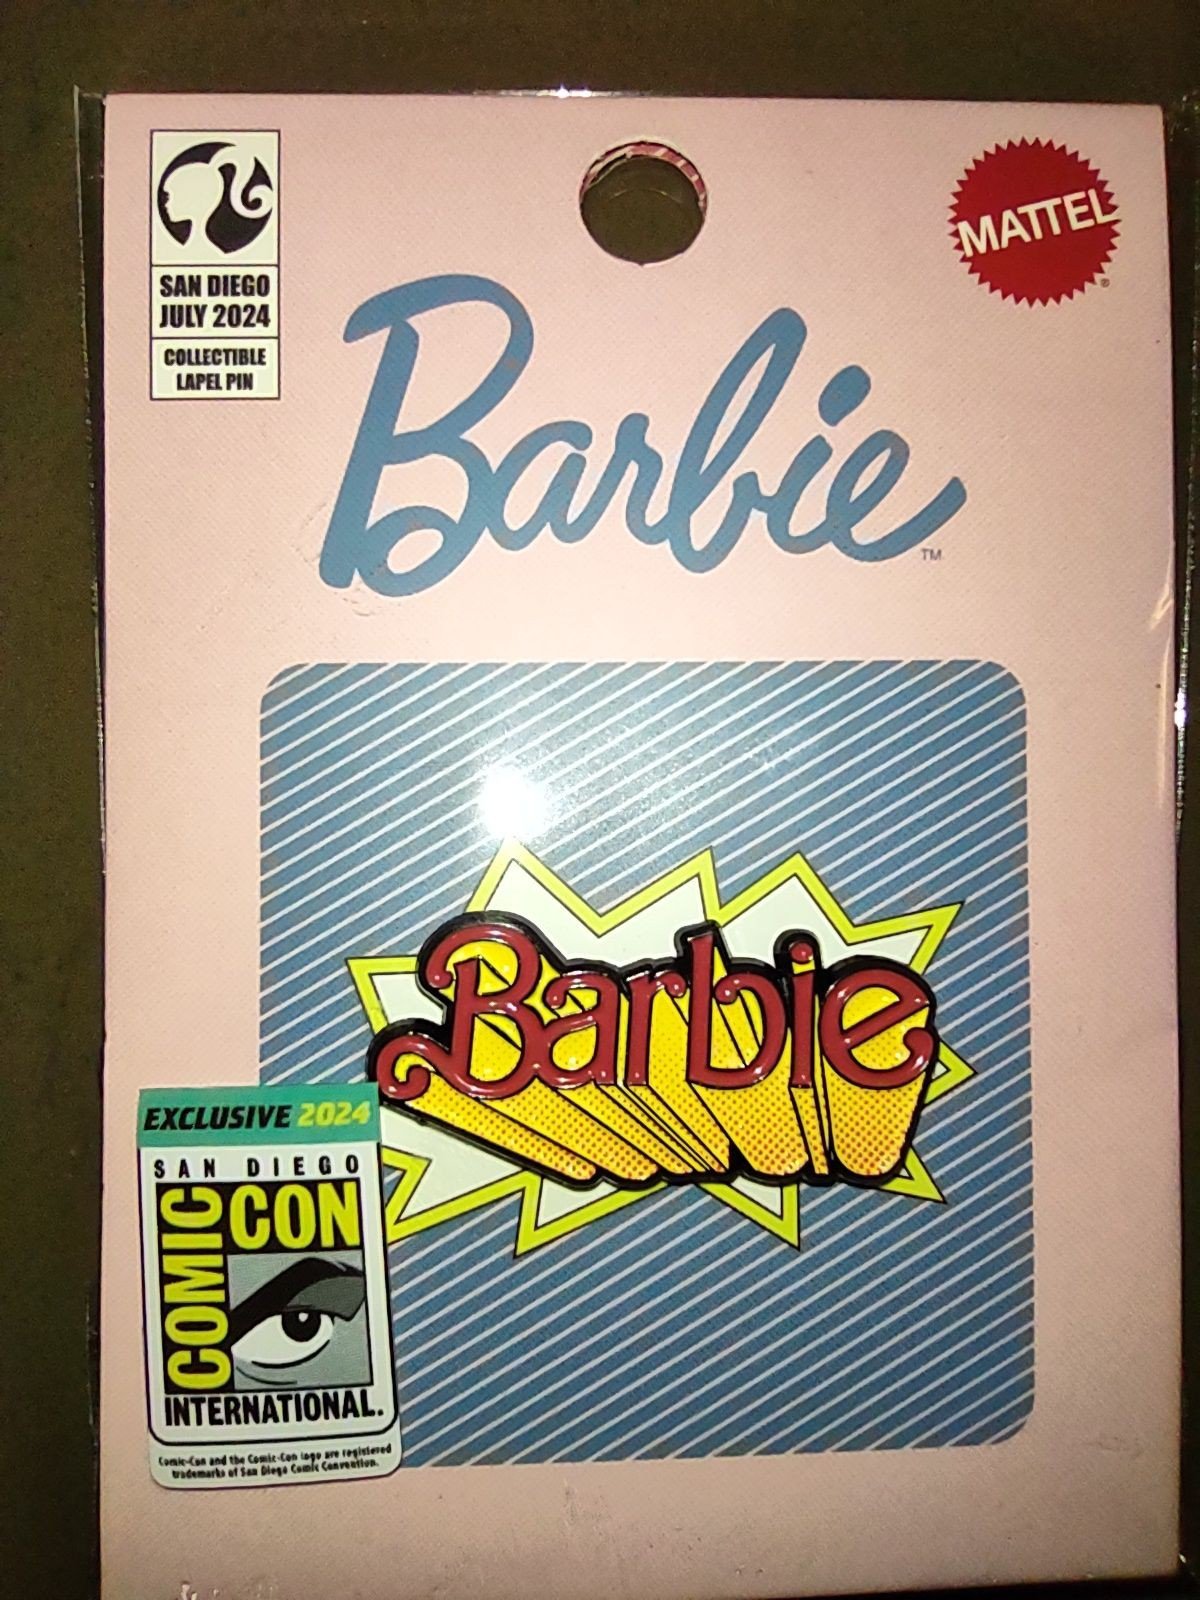 MATTEL
®
SAN DIEGO
JULY 2024
COLLECTIBLE
LAPEL PIN
Barbie
TM
Barbie
EXCLUSIVE 2024
SAN DIEGO
COMIC
CON
INTERNATIONAL.
Comic-Con and the Comic-Con logo are registered
trademarks of San Diego Comic Convention.